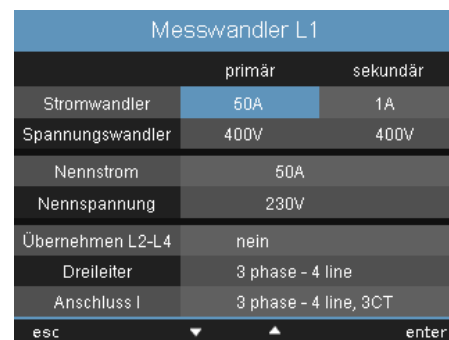 Messwandler L1
primär sekundär
Stromwandler 50A 1A
Spannungswandler 400V 400V
Nennstrom 50A
Nennspannung 230V
Übernehmen L2-L4 nein
Dreileiter 3 phase - 4 line
Anschluss I 3 phase - 4 line, 3CT
esc enter